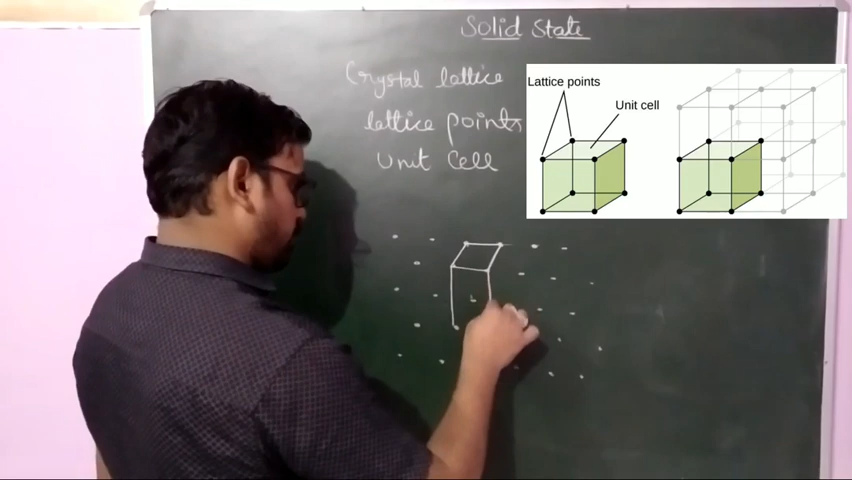 Solid State
Crystal lattice
lattice points
Unit Cell
Lattice points
Unit cell